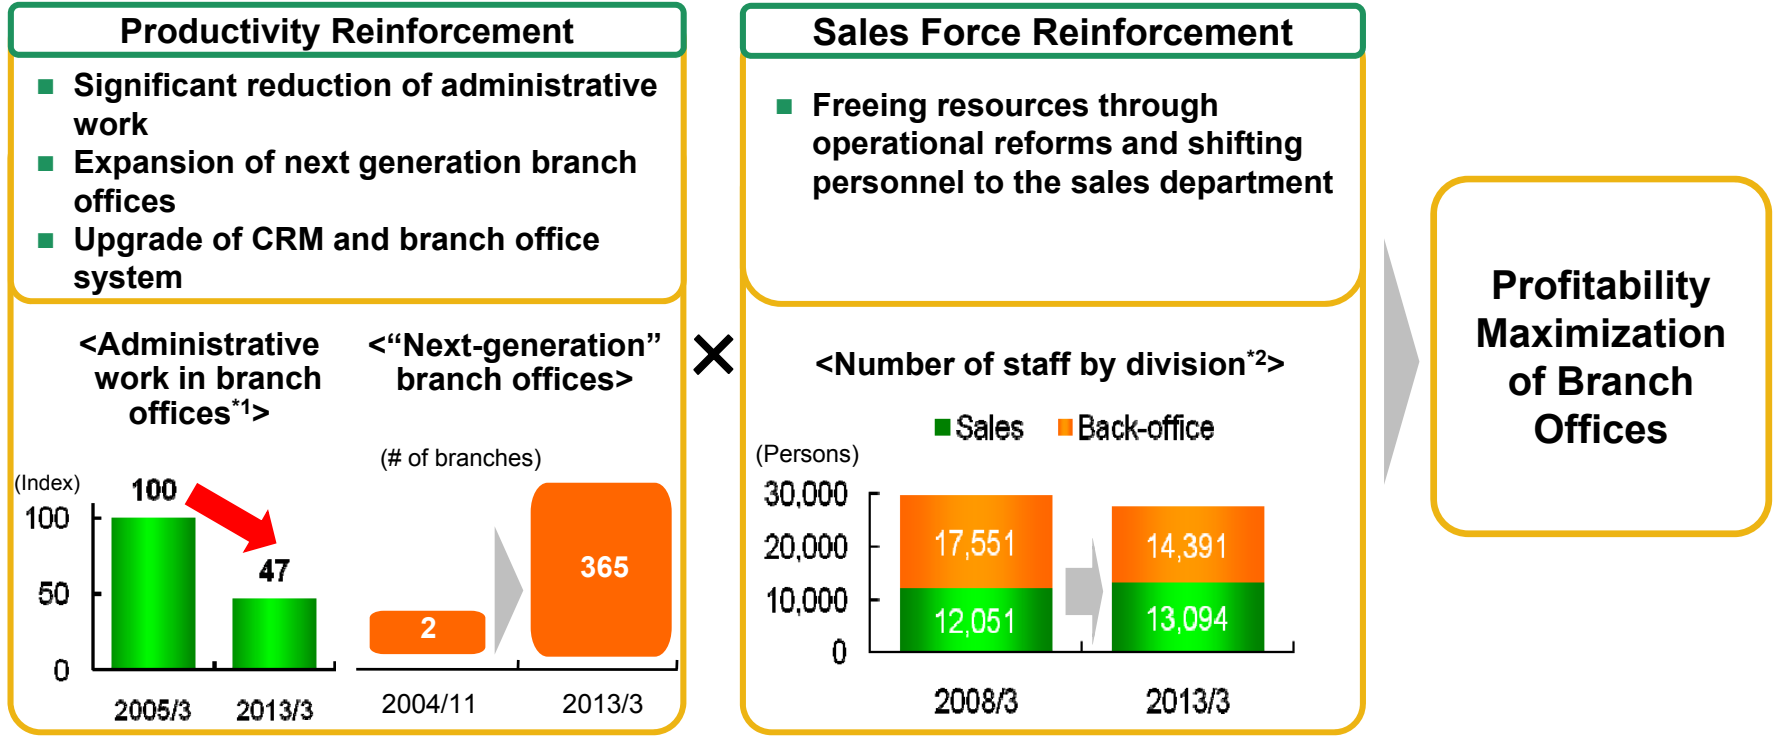 Productivity Reinforcement
Significant reduction of administrative
work
Expansion of next generation branch
offices
Upgrade of CRM and branch office
system
<Administrative
work in branch
offices*1>
(Index)
100
50
0
100
47
2005/3
2013/3
<“Next-generation”
branch offices>
(# of branches)
2
365
2004/11
2013/3
×
Sales Force Reinforcement
Freeing resources through
operational reforms and shifting
personnel to the sales department
<Number of staff by division*2>
Sales
Back-office
(Persons)
30,000
20,000
10,000
0
17,551
12,051
14,391
13,094
2008/3
2013/3
Profitability
Maximization
of Branch
Offices